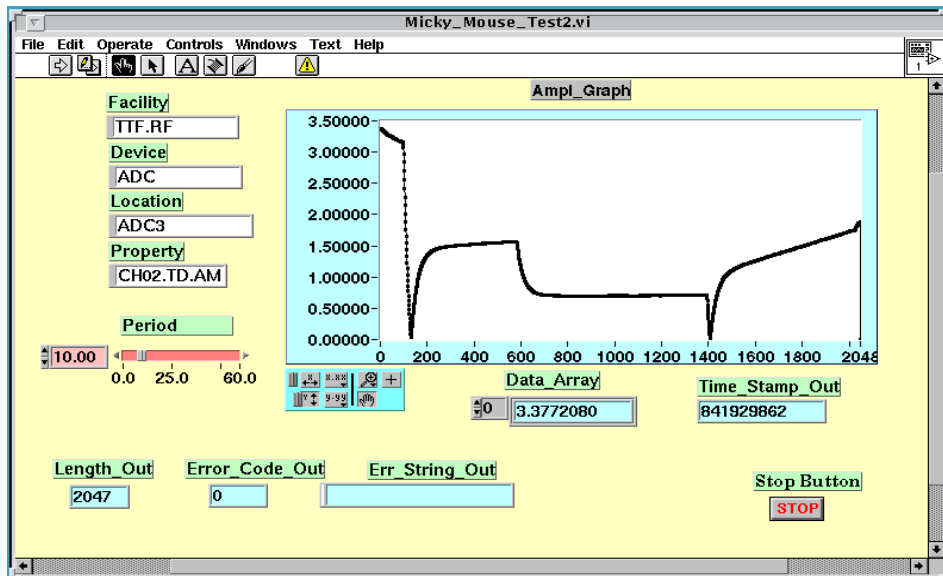 Micky_Mouse_Test2.vi
File Edit Operate Controls Windows Text Help
A
1
Ampl_Graph
Facility
TTF.RF
Device
ADC
Location
ADC3
Property
CH02.TD.AM
Period
10.00
0.0 25.0 60.0
3.50000
3.00000
2.50000
2.00000
1.50000
1.00000
0.50000
0.00000
0 200 400 600 800 1000 1200 1400 1600 1800 2048
X x.xx
Y y.yy
Data_Array
0 3.3772080
Time_Stamp_Out
841929862
Length_Out
2047
Error_Code_Out
0
Err_String_Out
Stop Button
STOP